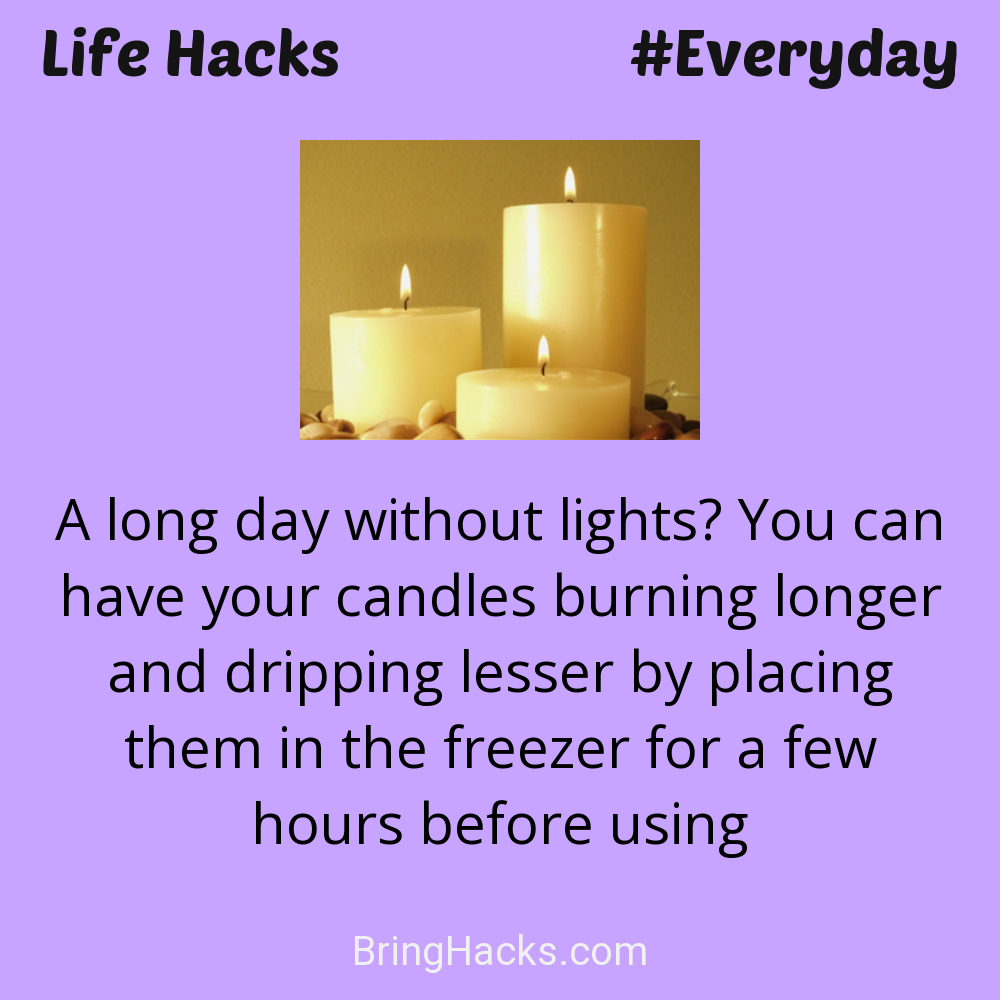 Life Hacks
#Everyday
A long day without lights? You can
have your candles burning longer
and dripping lesser by placing
them in the freezer for a few
hours before using
BringHacks.com